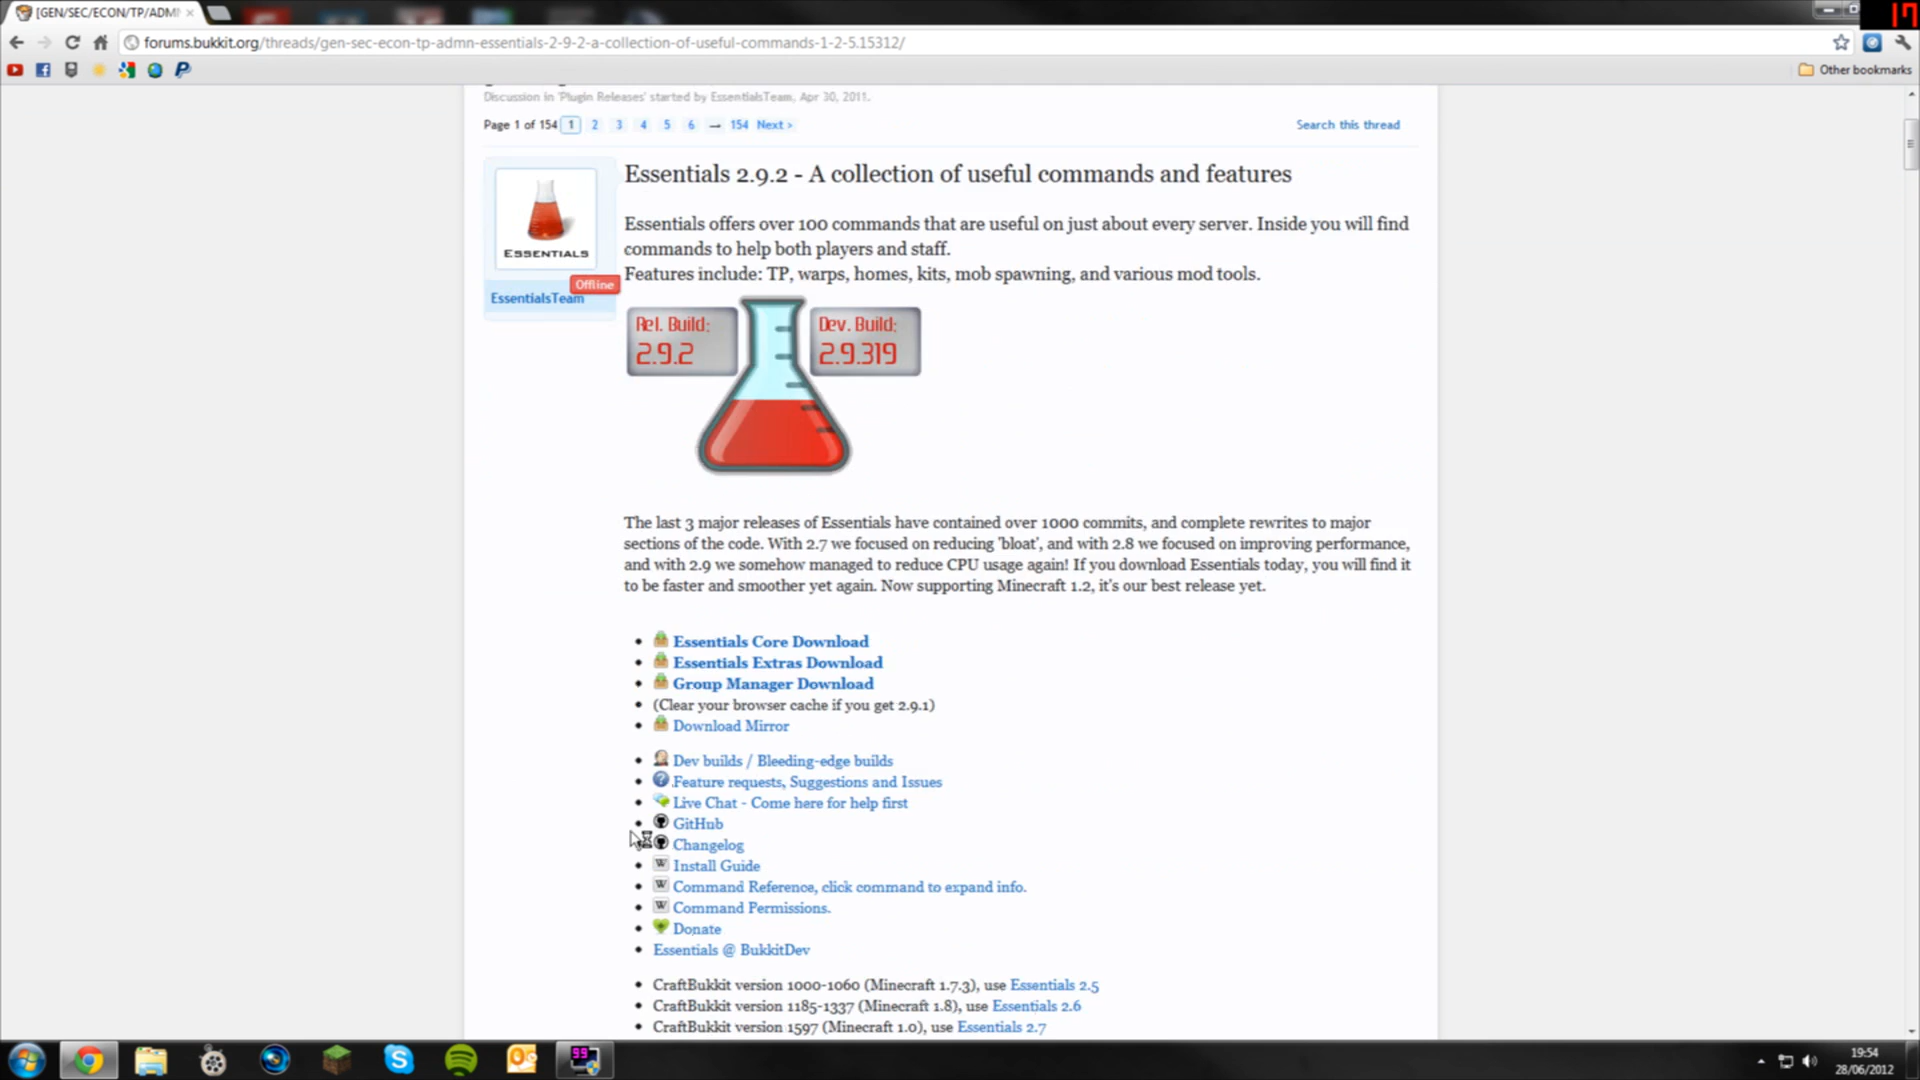 [GEN/SEC/ECON/TP/ADMN
17
forums.bukkit.org/threads/gen-sec-econ-tp-admn-essentials-2-9-2-a-collection-of-useful-commands-1-2-5.15312/
Other bookmarks
Discussion in 'Plugin Releases' started by EssentialsTeam, Apr 30, 2011.
Page 1 of 154 1 2 3 4 5 6 → 154 Next >
Search this thread
ESSENTIALS
Offline
EssentialsTeam
Essentials 2.9.2 - A collection of useful commands and features
Essentials offers over 100 commands that are useful on just about every server. Inside you will find
commands to help both players and staff.
Features include: TP, warps, homes, kits, mob spawning, and various mod tools.
Rel. Build:
2.9.2
Dev. Build:
2.9.319
The last 3 major releases of Essentials have contained over 1000 commits, and complete rewrites to major
sections of the code. With 2.7 we focused on reducing 'bloat', and with 2.8 we focused on improving performance,
and with 2.9 we somehow managed to reduce CPU usage again! If you download Essentials today, you will find it
to be faster and smoother yet again. Now supporting Minecraft 1.2, it's our best release yet.
Essentials Core Download
Essentials Extras Download
Group Manager Download
(Clear your browser cache if you get 2.9.1)
Download Mirror
Dev builds / Bleeding-edge builds
Feature requests, Suggestions and Issues
Live Chat - Come here for help first
GitHub
Changelog
W Install Guide
W Command Reference, click command to expand info.
W Command Permissions.
Donate
Essentials @ BukkitDev
CraftBukkit version 1000-1060 (Minecraft 1.7.3), use Essentials 2.5
CraftBukkit version 1185-1337 (Minecraft 1.8), use Essentials 2.6
CraftBukkit version 1597 (Minecraft 1.0), use Essentials 2.7
99
19:54
28/06/2012